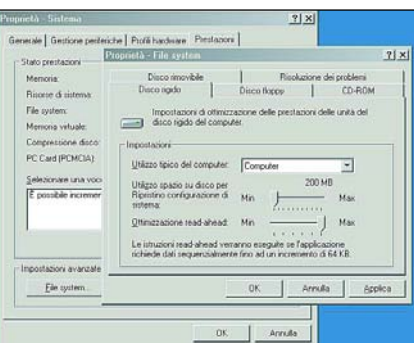 Proprietà - Sistema
Generale
Gestione periferiche
Profili hardware
Prestazioni
Stato prestazioni
Memoria:
Risorse di sistema:
File system:
Memoria virtuale:
Compressione disco:
PC Card (PCMCIA):
Selezionare una voc
È possibile incremen
Impostazioni avanzate
File system...
OK
Annulla
Proprietà - File system
Disco rimovibile
Risoluzione dei problemi
Disco rigido
Disco floppy
CD-ROM
Impostazioni di ottimizzazione delle prestazioni delle unità del
disco rigido del computer.
Impostazioni
Utilizzo tipico del computer:
Computer
200 MB
Utilizzo spazio su disco per
Ripristino configurazione di
sistema:
Min
Max
Ottimizzazione read-ahead:
Min
Max
Le istruzioni read-ahead verranno eseguite se l'applicazione
richiede dati sequenzialmente fino ad un incremento di 64 KB.
OK
Annulla
Applica